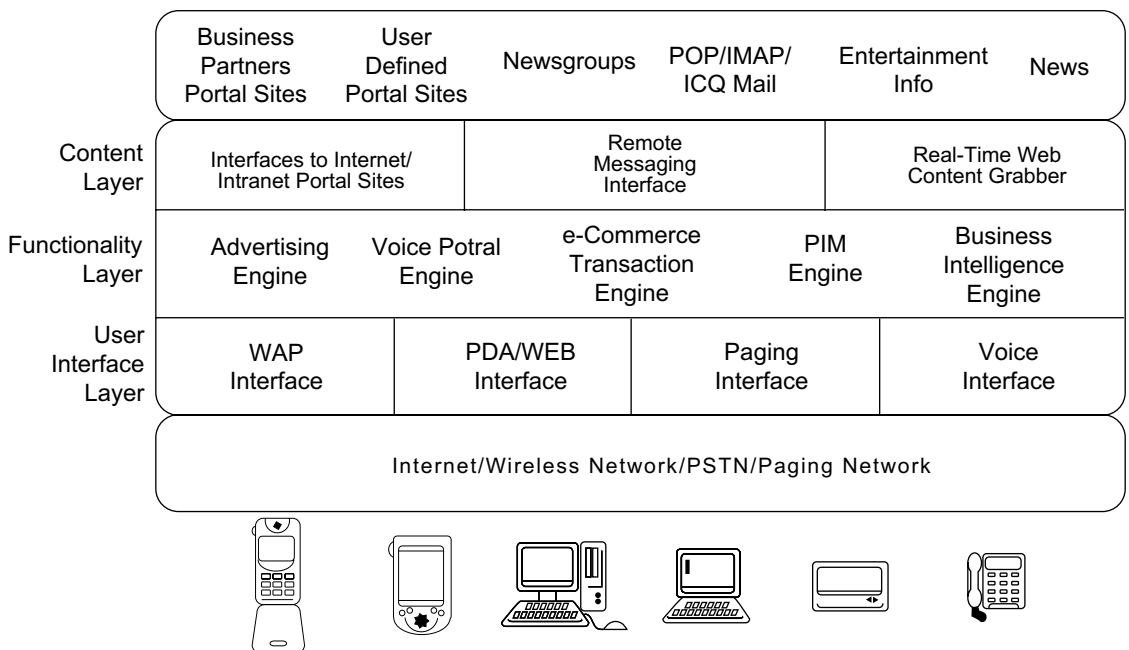 Business
Partners
Portal Sites
User
Defined
Portal Sites
Newsgroups
POP/IMAP/
ICQ Mail
Entertainment
Info
News
Content
Layer
Interfaces to Internet/
Intranet Portal Sites
Remote
Messaging
Interface
Real-Time Web
Content Grabber
Functionality
Layer
Advertising
Engine
Voice Potral
Engine
e-Commerce
Transaction
Engine
PIM
Engine
Business
Intelligence
Engine
User
Interface
Layer
WAP
Interface
PDA/WEB
Interface
Paging
Interface
Voice
Interface
Internet/Wireless Network/PSTN/Paging Network